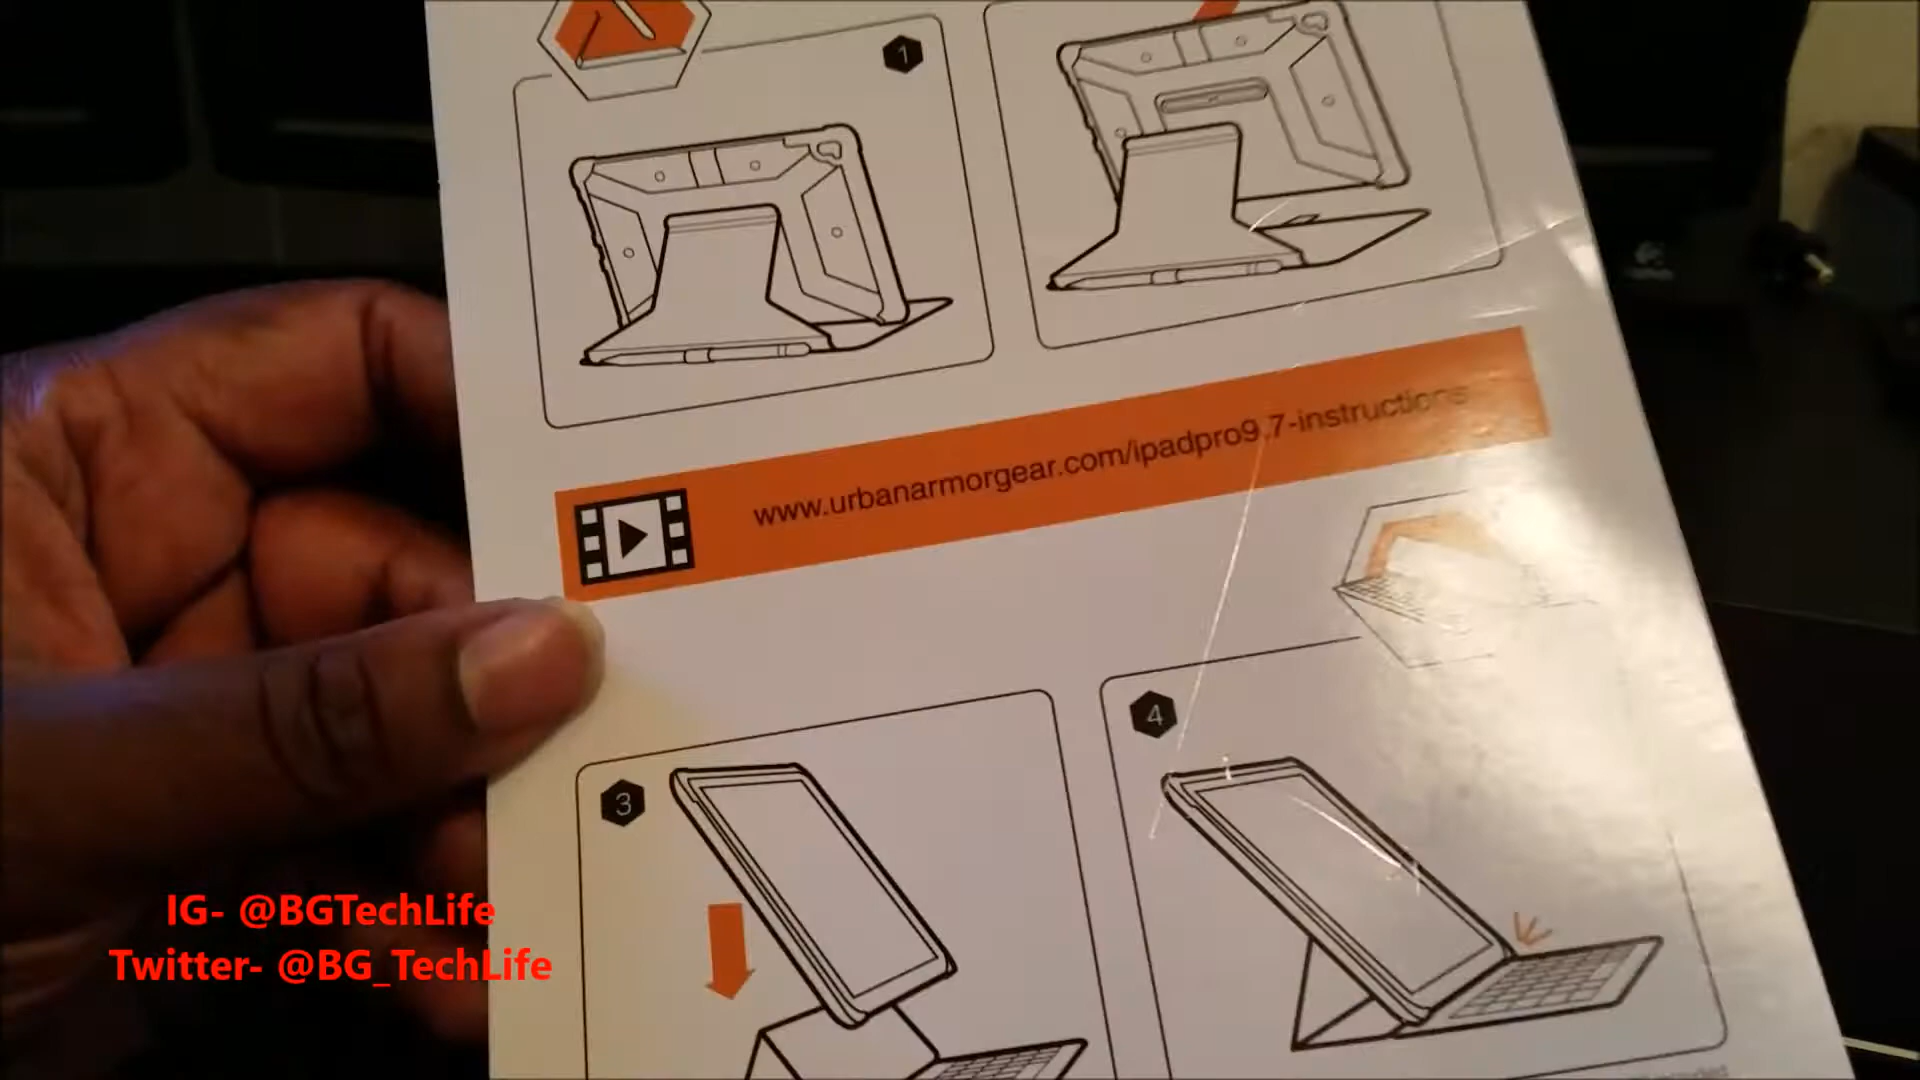 1
www.urbanarmorgear.com/ipadpro9.7-instructions
3
4
IG- @BGTechLife
Twitter- @BG_TechLife